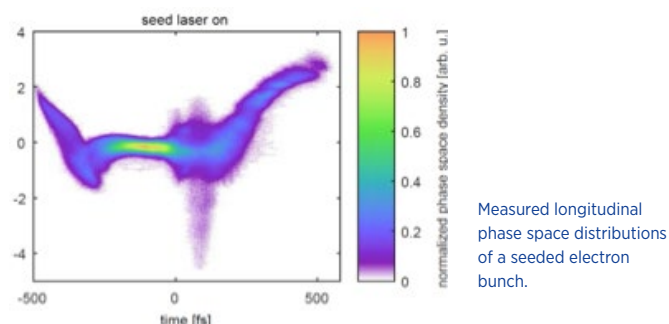 seed laser on
4
2
0
-2
-4
-500
0
500
time [fs]
1
0.8
0.6
0.4
0.2
0
normalized phase space density [arb. u.]
Measured longitudinal
phase space distributions
of a seeded electron
bunch.